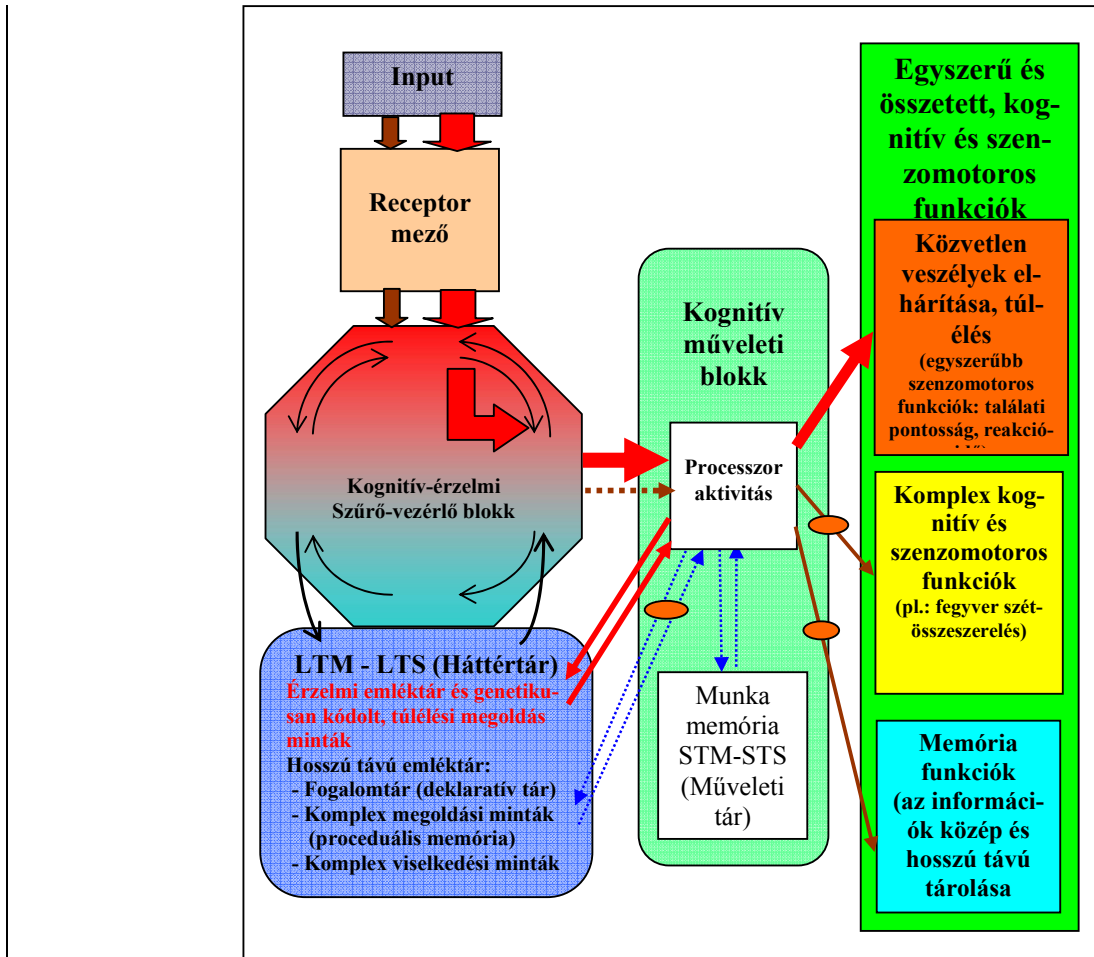 Input
Receptor
mező
Kognitív-érzelmi
Szűrő-vezérlő blokk
LTM - LTS (Háttértár)
Érzelmi emléktár és genetiku-
san kódolt, túlélési megoldás
minták
Hosszú távú emléktár:
- Fogalomtár (deklaratív tár)
- Komplex megoldási minták
(proceduális memória)
- Komplex viselkedési minták
Kognitív
műveleti
blokk
Processzor
aktivitás
Munka
memória
STM-STS
(Műveleti
tár)
Egyszerű és
összetett, kog-
nitív és szen-
zomotoros
funkciók
Közvetlen
veszélyek el-
hárítása, túl-
élés
(egyszerűbb
szenzomotoros
funkciók: találati
pontosság, reakció-
Komplex kog-
nitív és
szenzomotoros
funkciók
(pl.: fegyver szét-
összeszerelés)
Memória
funkciók
(az informáci-
ók közép és
hosszú távú
tárolása